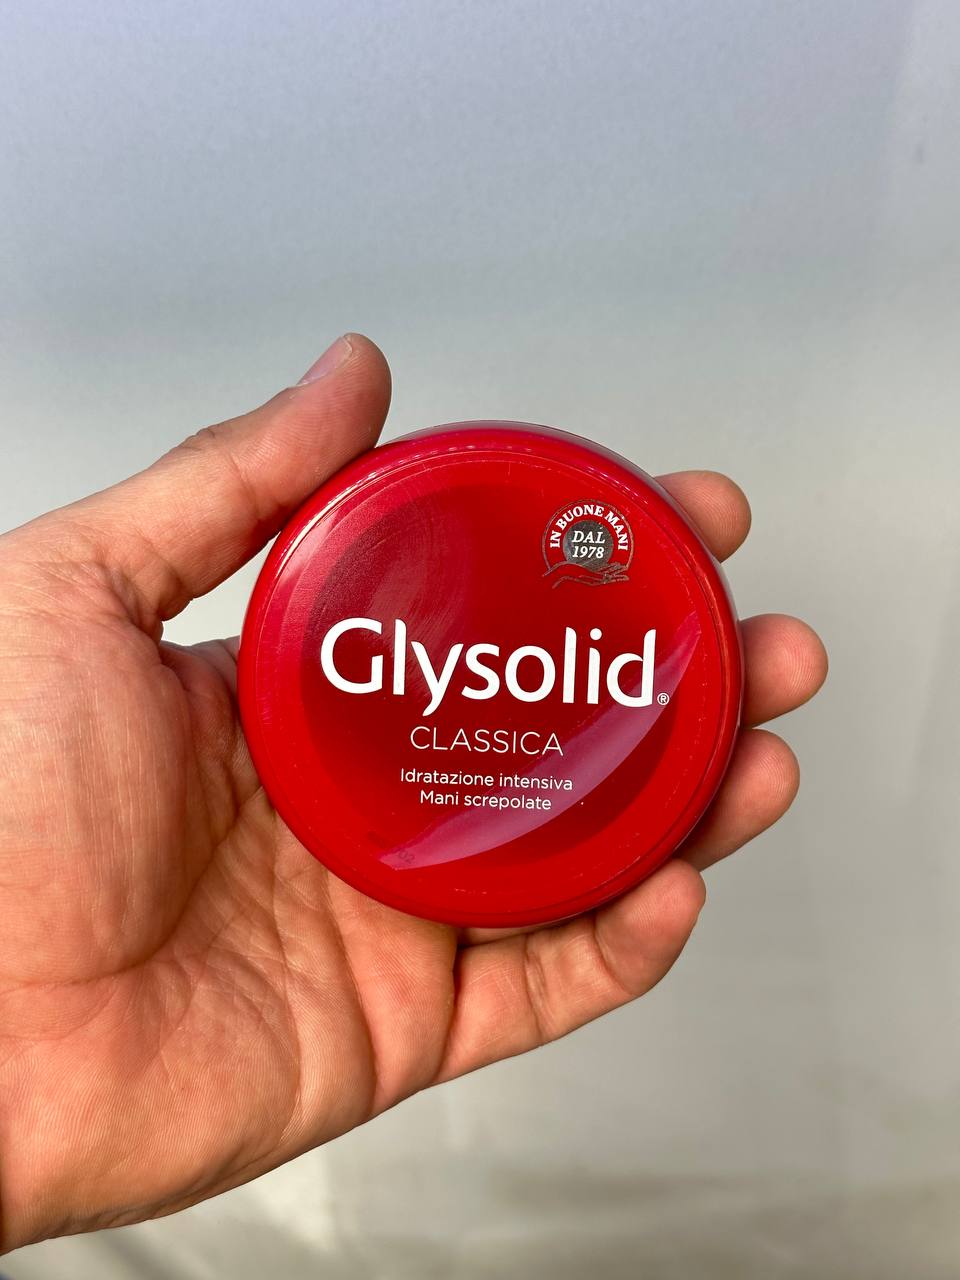 IN BUONE MANI
DAL
1978
Glysolid®
CLASSICA
Idratazione intensiva
Mani screpolate